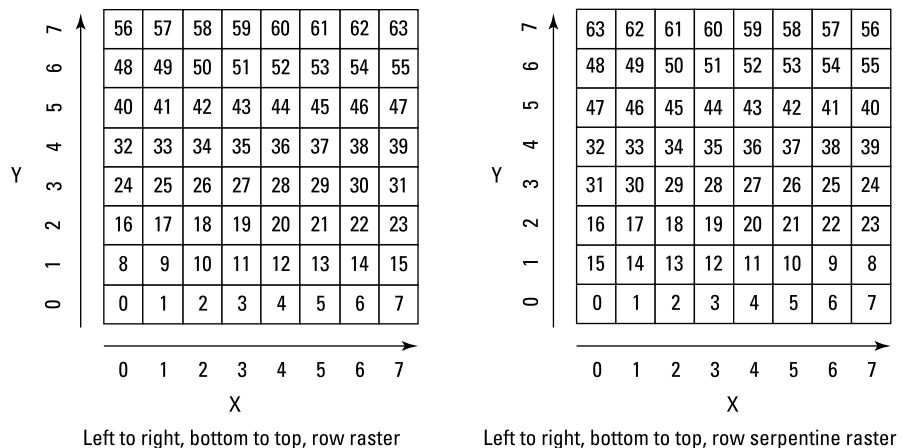 7 56 57 58 59 60 61 62 63
6 48 49 50 51 52 53 54 55
5 40 41 42 43 44 45 46 47
4 32 33 34 35 36 37 38 39
Y
3 24 25 26 27 28 29 30 31
2 16 17 18 19 20 21 22 23
1 8 9 10 11 12 13 14 15
0 0 1 2 3 4 5 6 7
0 1 2 3 4 5 6 7
X
Left to right, bottom to top, row raster
7 63 62 61 60 59 58 57 56
6 48 49 50 51 52 53 54 55
5 47 46 45 44 43 42 41 40
4 32 33 34 35 36 37 38 39
Y
3 31 30 29 28 27 26 25 24
2 16 17 18 19 20 21 22 23
1 15 14 13 12 11 10 9 8
0 0 1 2 3 4 5 6 7
0 1 2 3 4 5 6 7
X
Left to right, bottom to top, row serpentine raster